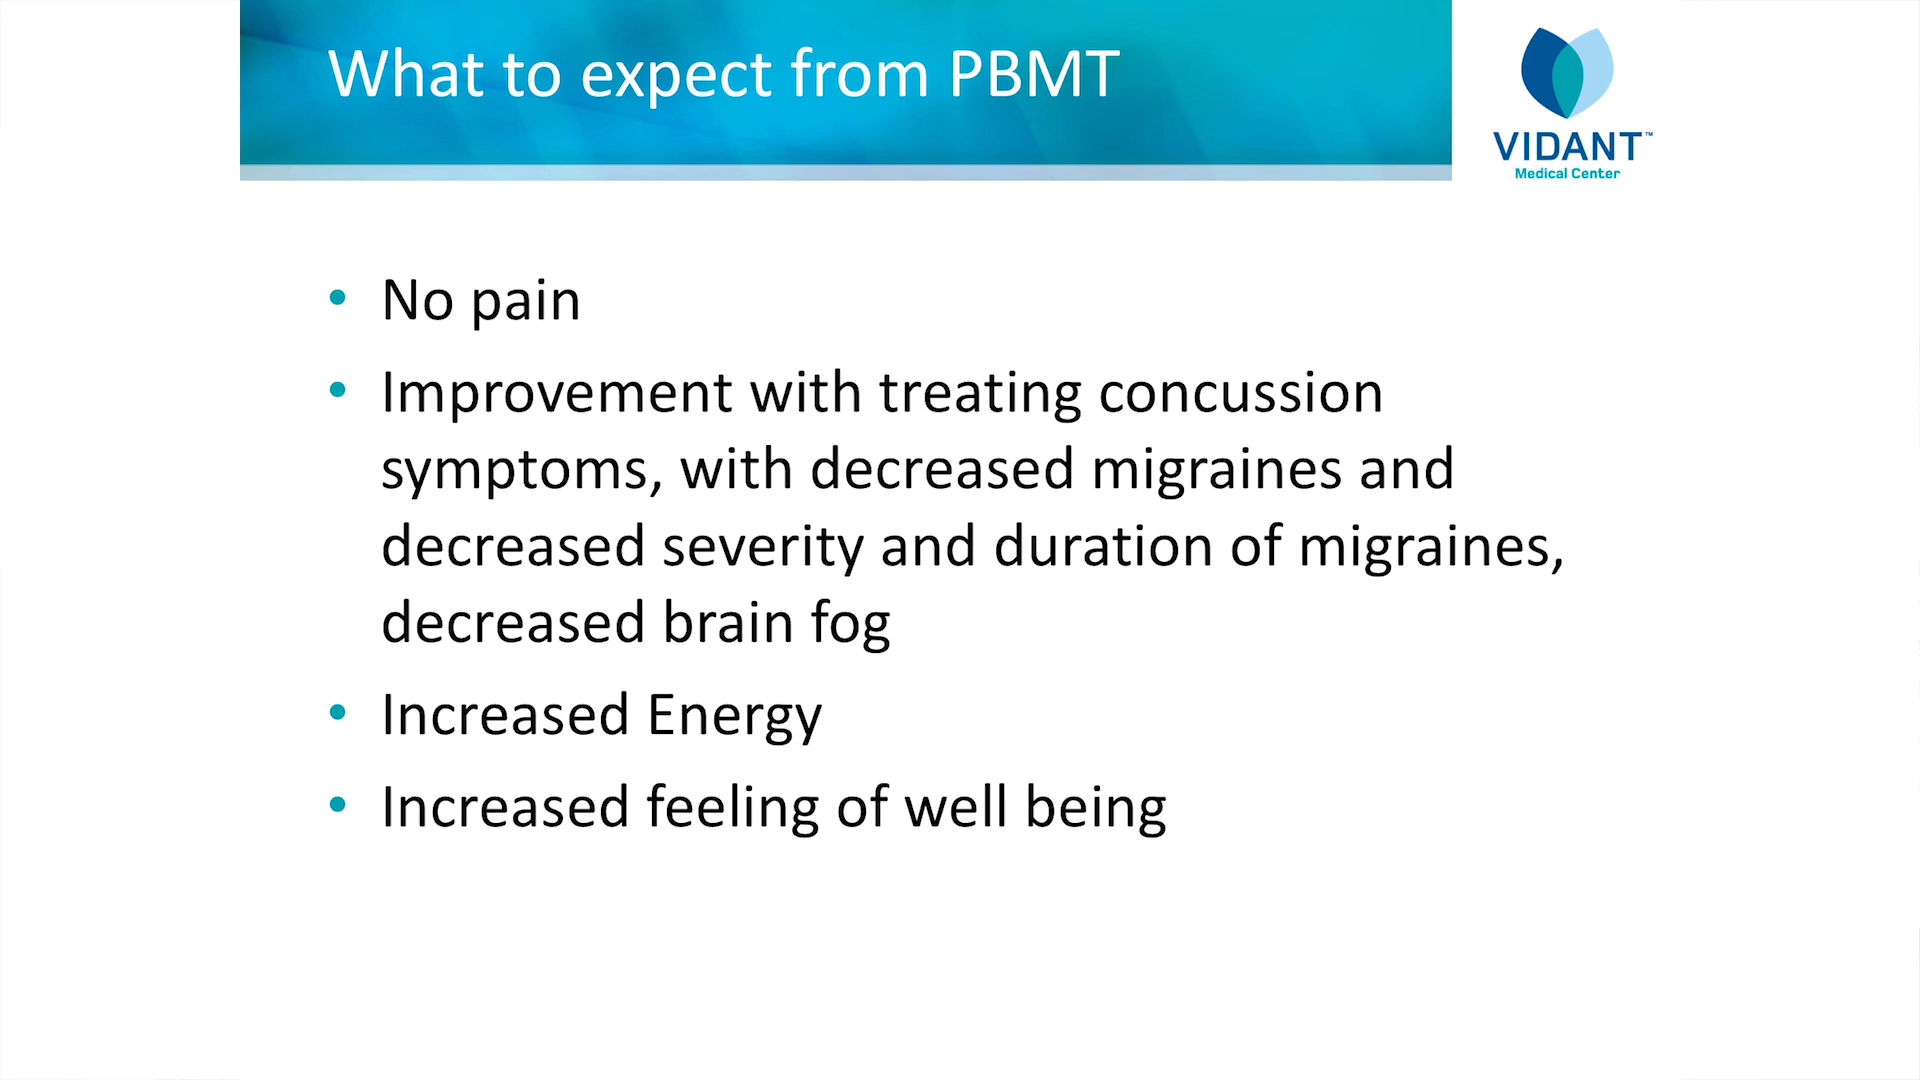 What to expect from PBMT
VIDANT™
Medical Center
• No pain
• Improvement with treating concussion
symptoms, with decreased migraines and
decreased severity and duration of migraines,
decreased brain fog
• Increased Energy
• Increased feeling of well being